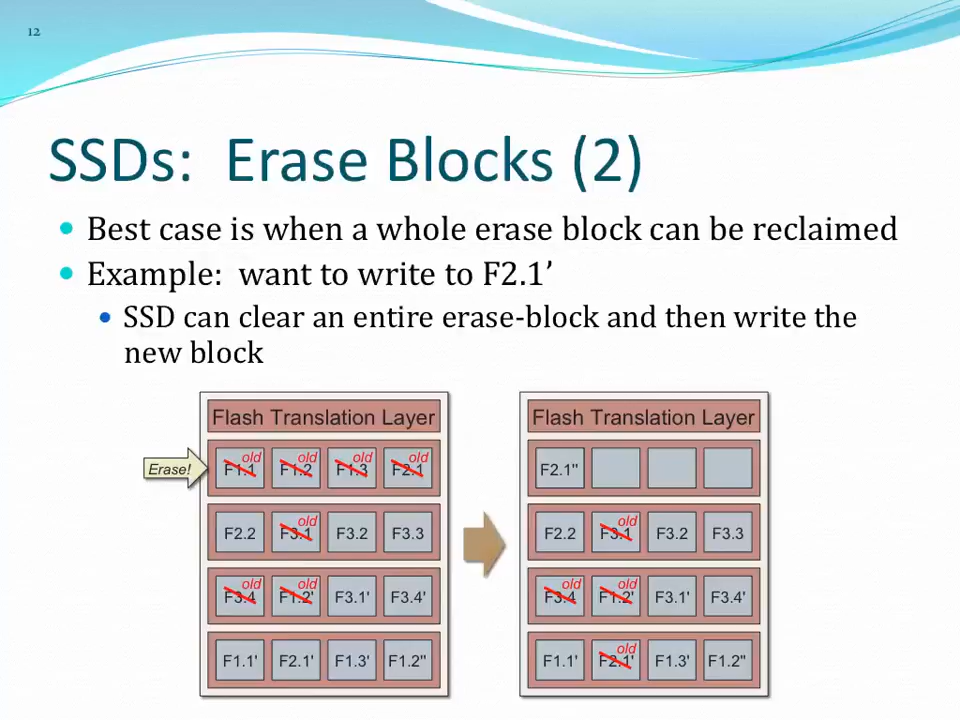 12
SSDs: Erase Blocks (2)
Best case is when a whole erase block can be reclaimed
Example: want to write to F2.1’
SSD can clear an entire erase-block and then write the
new block
Flash Translation Layer
Erase!
F1.1 old F1.2 old F1.3 old F2.1 old
F2.2 F3.1 old F3.2 F3.3
F3.4 old F1.2' old F3.1' F3.4'
F1.1' F2.1' F1.3' F1.2"
Flash Translation Layer
F2.1"
F2.2 F3.1 old F3.2 F3.3
F3.4 old F1.2' old F3.1' F3.4'
F1.1' F2.1' old F1.3' F1.2"